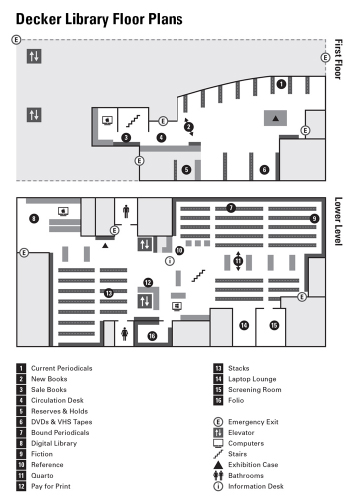 Decker Library Floor Plans
First Floor
E
E
1
2
E
3
4
E
E
5
6
Lower Level
7
8
9
E
10
E
i
11
12
13
E
14
15
16
1 Current Periodicals
2 New Books
3 Sale Books
4 Circulation Desk
5 Reserves & Holds
6 DVDs & VHS Tapes
7 Bound Periodicals
8 Digital Library
9 Fiction
10 Reference
11 Quarto
12 Pay for Print
13 Stacks
14 Laptop Lounge
15 Screening Room
16 Folio
E Emergency Exit
Elevator
Computers
Stairs
Exhibition Case
Bathrooms
i Information Desk